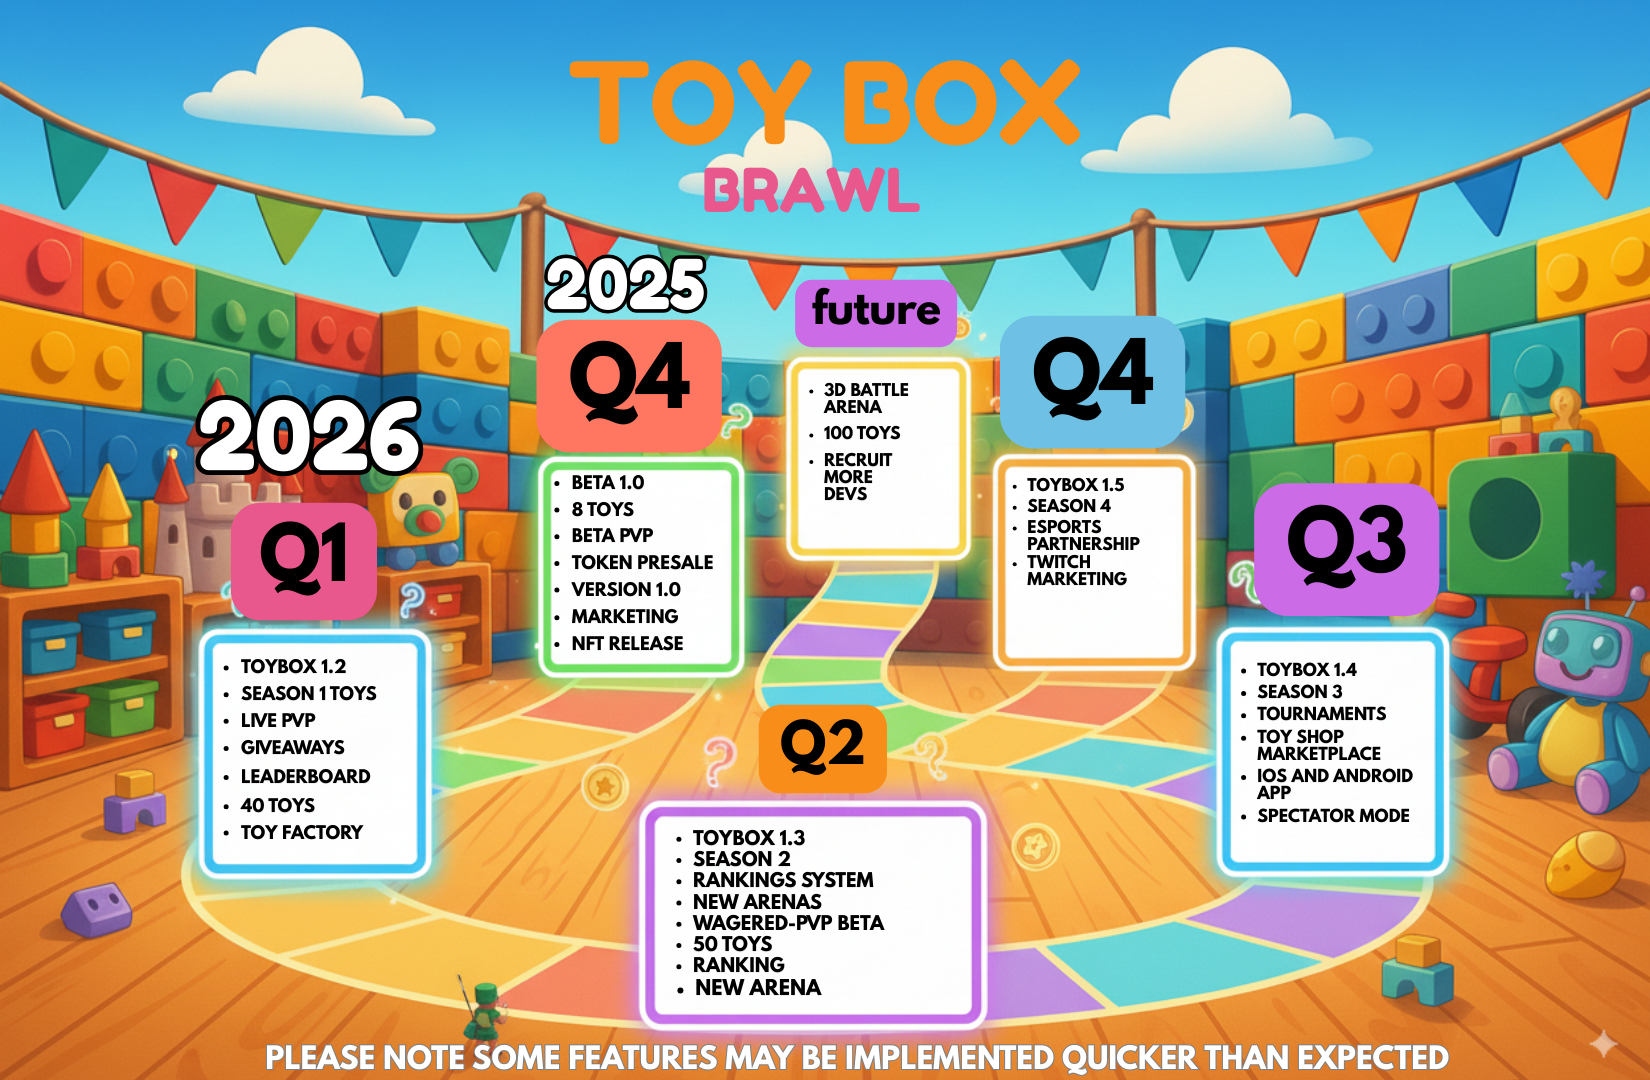 TOY BOX
BRAWL
2025
Q4
• BETA 1.0
• 8 TOYS
• BETA PVP
• TOKEN PRESALE
• VERSION 1.0
• MARKETING
• NFT RELEASE
2026
Q1
• TOYBOX 1.2
• SEASON 1 TOYS
• LIVE PVP
• GIVEAWAYS
• LEADERBOARD
• 40 TOYS
• TOY FACTORY
Q2
• TOYBOX 1.3
• SEASON 2
• RANKINGS SYSTEM
• NEW ARENAS
• WAGERED-PVP BETA
• 50 TOYS
• RANKING
• NEW ARENA
Q3
• TOYBOX 1.4
• SEASON 3
• TOURNAMENTS
• TOY SHOP
MARKETPLACE
• IOS AND ANDROID
APP
• SPECTATOR MODE
Q4
• TOYBOX 1.5
• SEASON 4
• ESPORTS
PARTNERSHIP
• TWITCH
MARKETING
future
• 3D BATTLE
ARENA
• 100 TOYS
• RECRUIT
MORE
DEVS
PLEASE NOTE SOME FEATURES MAY BE IMPLEMENTED QUICKER THAN EXPECTED